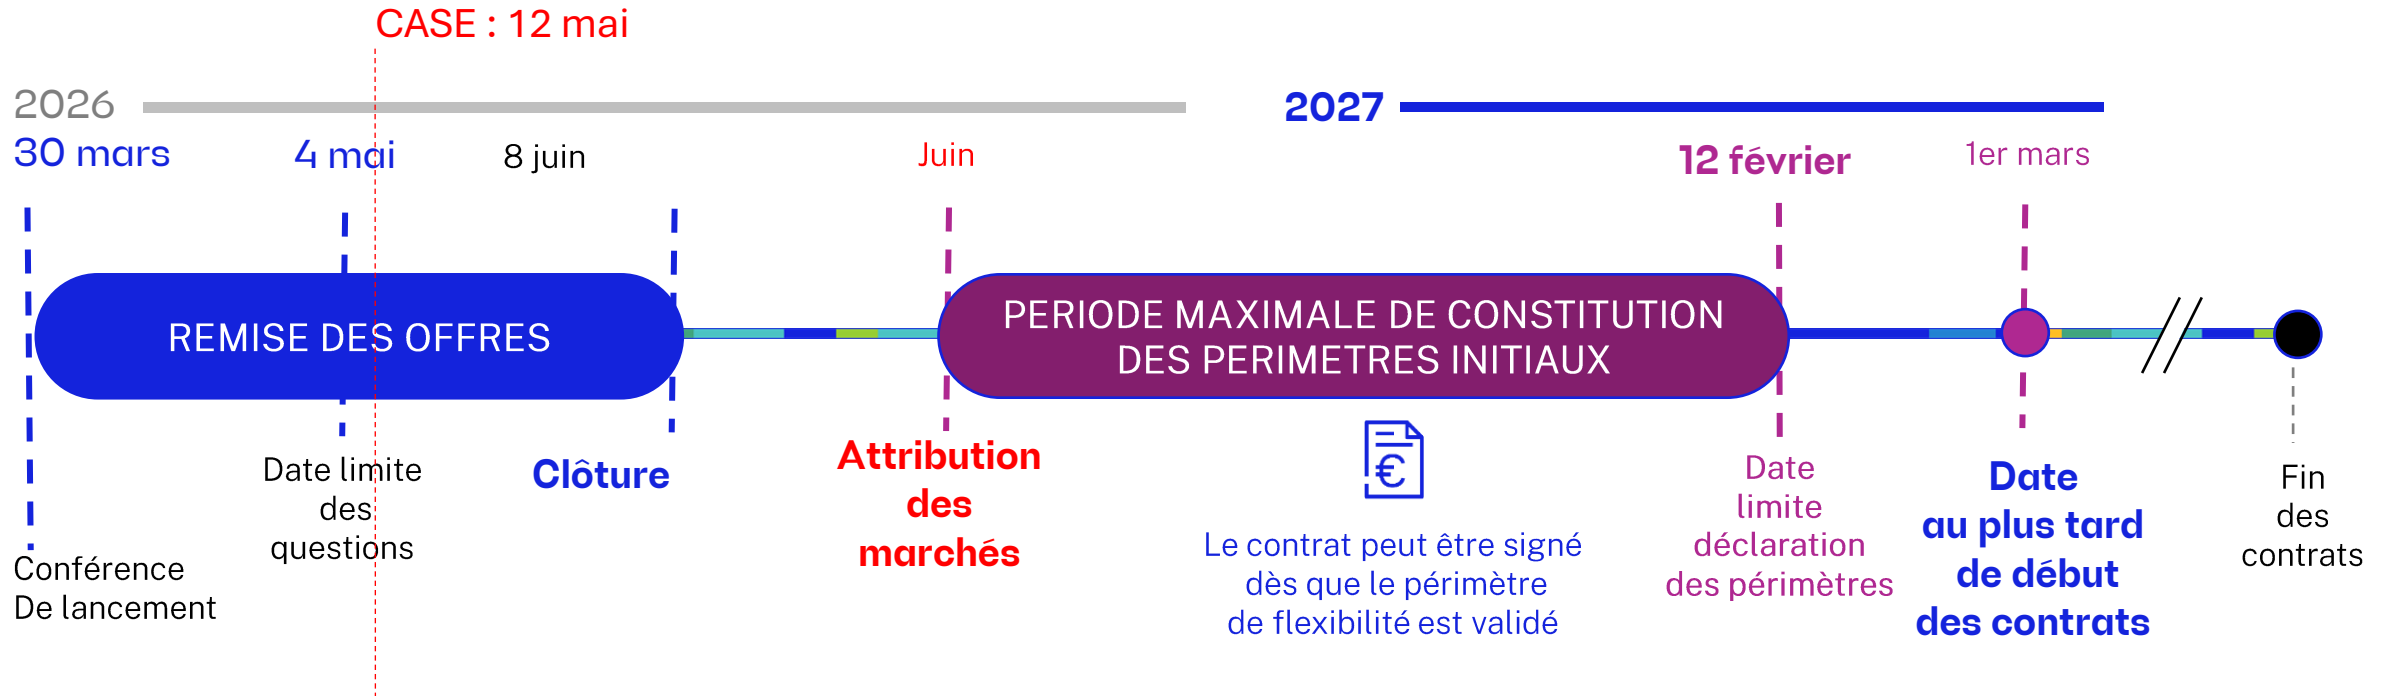 CASE : 12 mai
2026
2027
30 mars
4 mai
8 juin
Juin
12 février
1er mars
REMISE DES OFFRES
PERIODE MAXIMALE DE CONSTITUTION
DES PERIMETRES INITIAUX
Conférence
De lancement
Date limite
des
questions
Clôture
Attribution
des
marchés
€
Le contrat peut être signé
dès que le périmètre
de flexibilité est validé
Date
limite
déclaration
des périmètres
Date
au plus tard
de début
des contrats
Fin
des
contrats